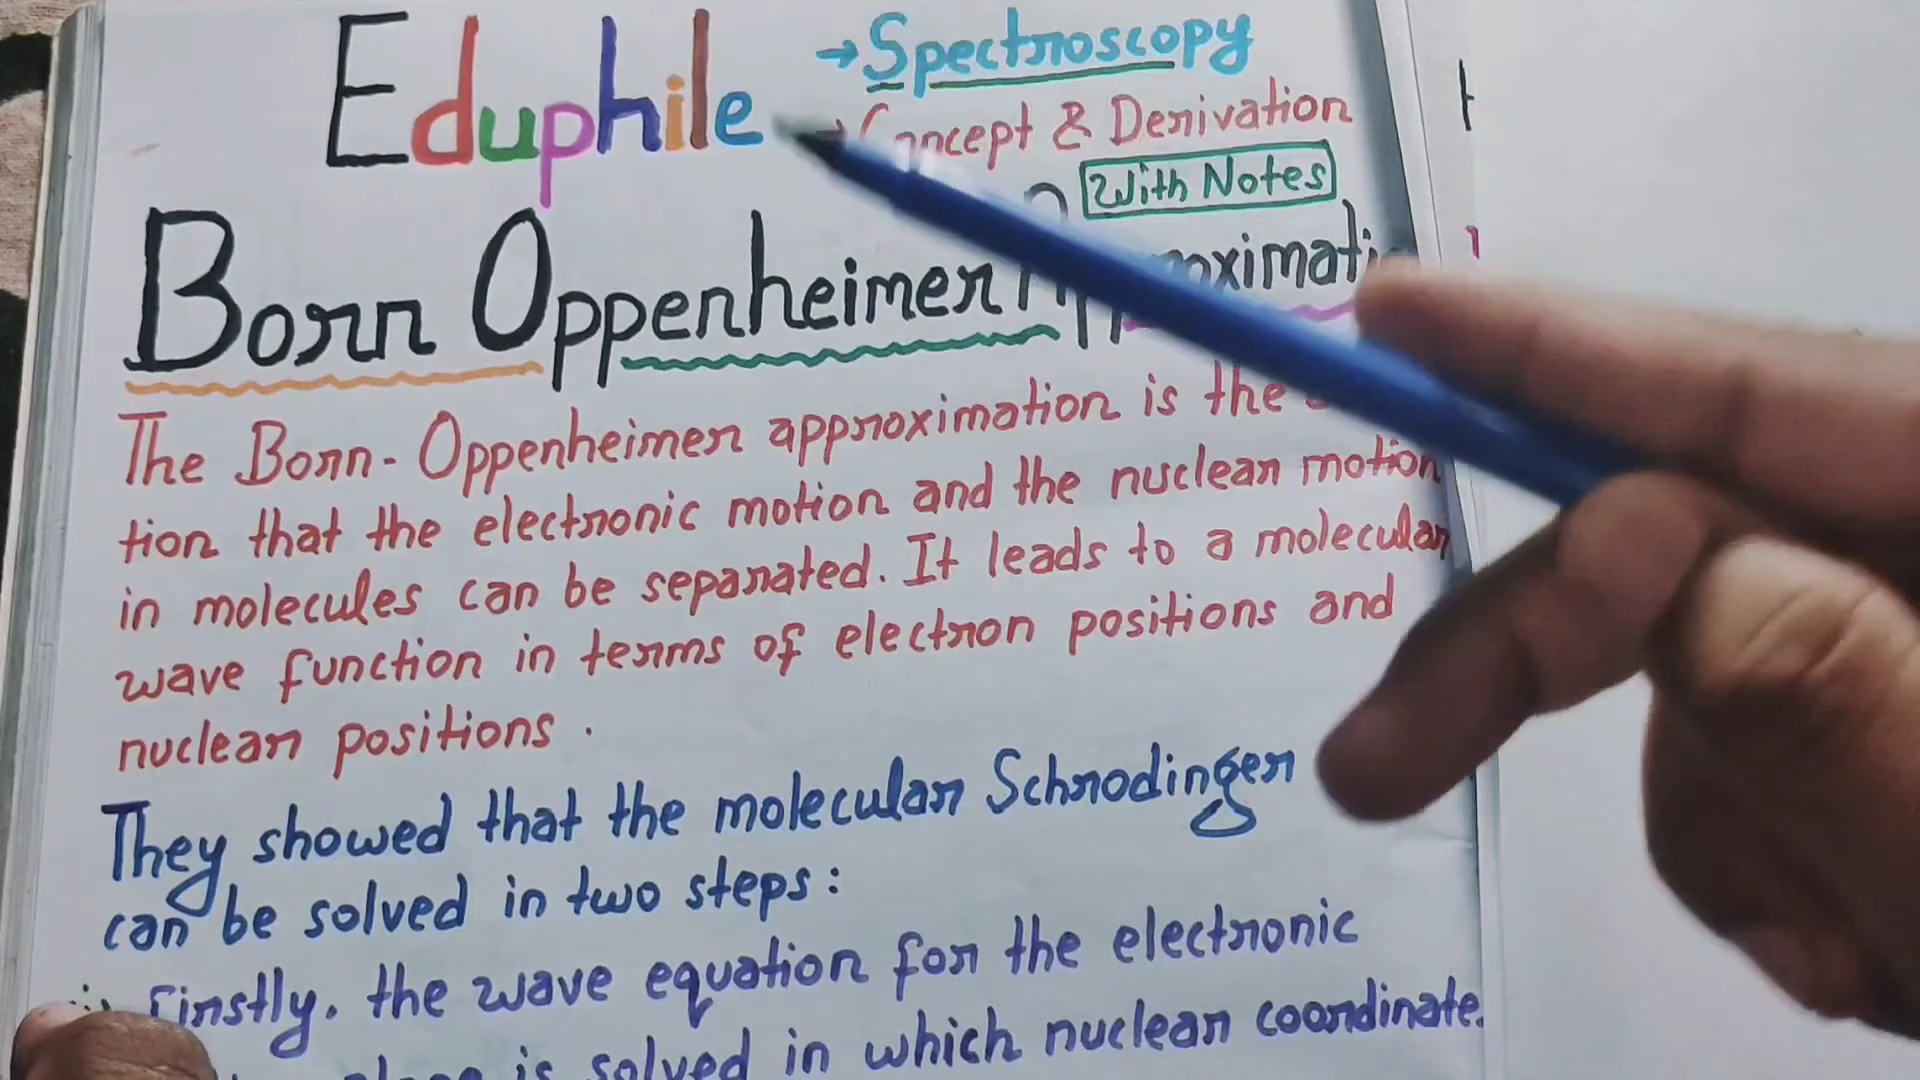 Eduphile
→ Spectroscopy
Concept & Derivation
With Notes
Born Oppenheimer
The Born-Oppenheimer approximation is the
tion that the electronic motion and the nuclear motion
in molecules can be separated. It leads to a molecular
wave function in terms of electron positions and
nuclear positions.
They showed that the molecular Schrodinger
can be solved in two steps:
Firstly, the wave equation for the electronic
is solved in which nuclear coordinate.